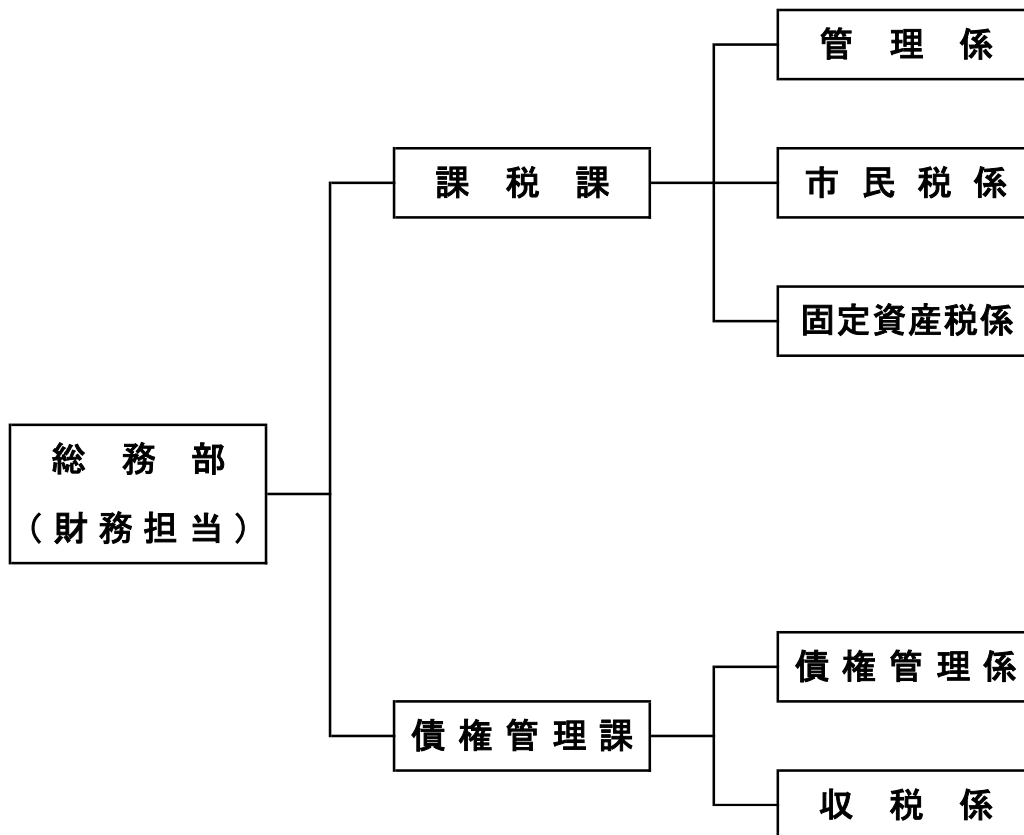 管理係
課税課
市民税係
固定資産税係
総務部
（財務担当）
債権管理係
債権管理課
収税係